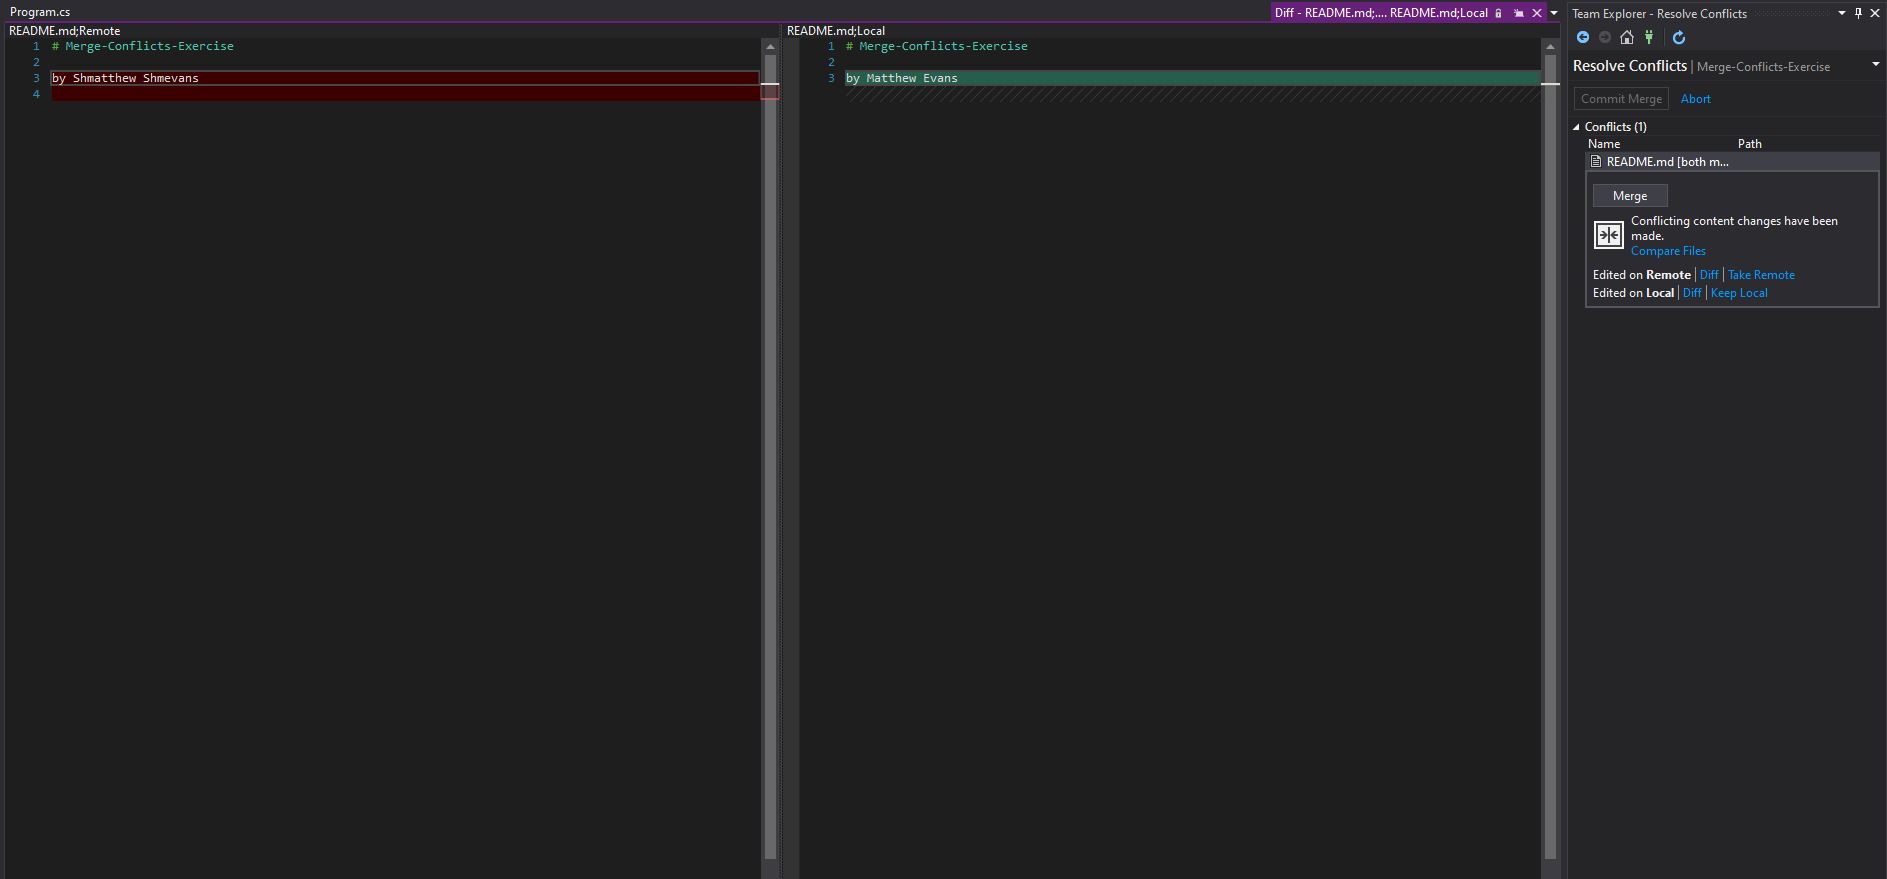 Program.cs
Diff - README.md;.... README.md;Local
README.md;Remote
1 # Merge-Conflicts-Exercise
2
3 by Shmatthew Shmevans
4
README.md;Local
1 # Merge-Conflicts-Exercise
2
3 by Matthew Evans
Team Explorer - Resolve Conflicts
Resolve Conflicts | Merge-Conflicts-Exercise
Commit Merge Abort
Conflicts (1)
Name Path
README.md [both m...
Merge
Conflicting content changes have been
made.
Compare Files
Edited on Remote | Diff | Take Remote
Edited on Local | Diff | Keep Local